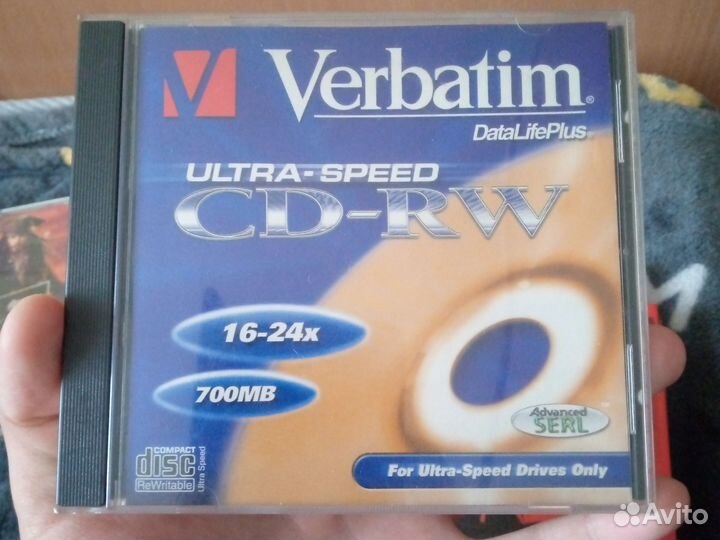 Verbatim®
DataLifePlus®
ULTRA-SPEED
CD-RW
16-24x
700MB
Advanced
SERL
COMPACT
disc
ReWritable
Ultra Speed
For Ultra-Speed Drives Only
Avito